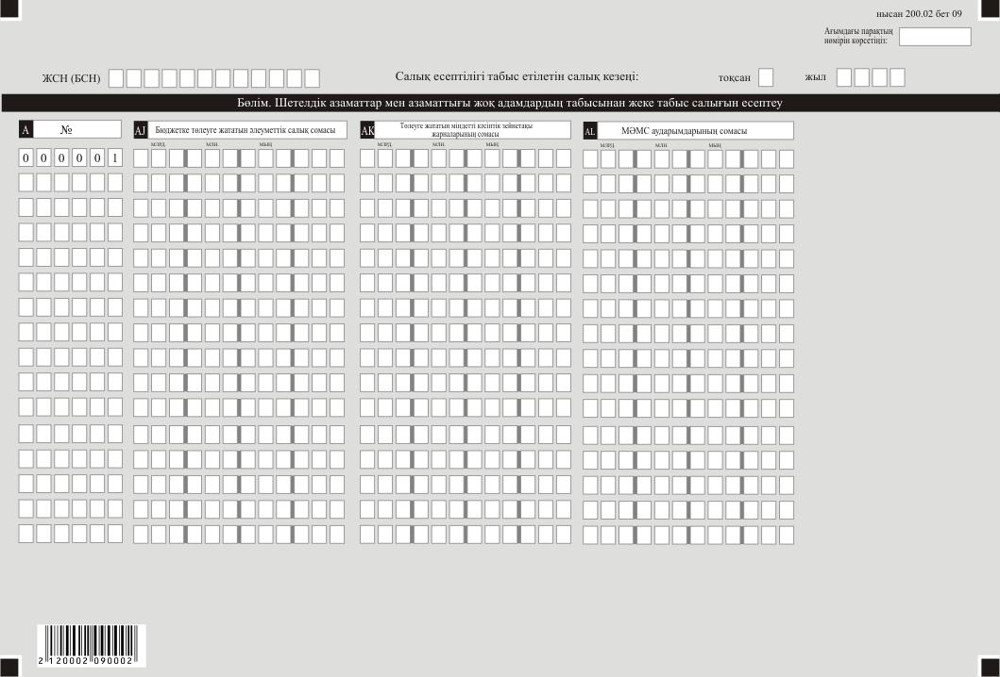 нысан 200.02 бет 09
Ағымдағы парақтың
нөмірін көрсетіңіз:
ЖСН (БСН)
Салық есептілігі табыс етілетін салық кезеңі:
тоқсан
жыл
Бөлім. Шетелдік азаматтар мен азаматтығы жоқ адамдардың табысынан жеке табыс салығын есептеу
A №
AJ Бюджетке төлеуге жататын әлеуметтік салық сомасы
AK Төлеуге жататын міндетті кәсіптік зейнетақы
жарналарының сомасы
AL МӘМС аударымдарының сомасы
млрд. млн. мың
млрд. млн. мың
млрд. млн. мың
0 0 0 0 0 1
2 120002 090002